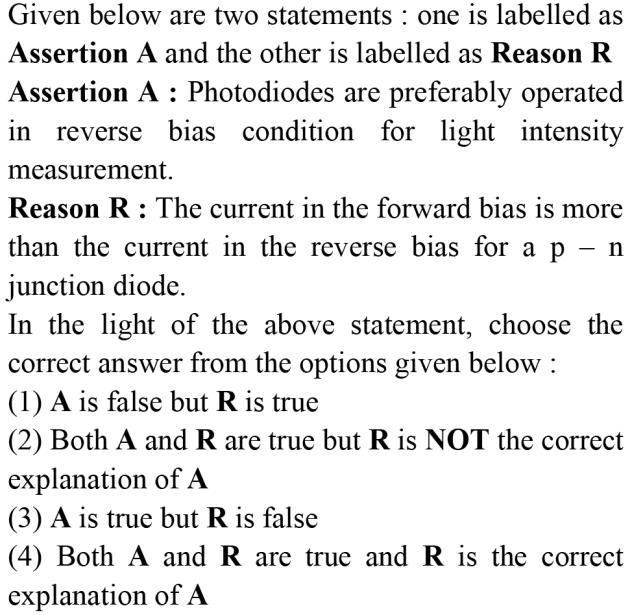 Given below are two statements : one is labelled as
Assertion A and the other is labelled as Reason R
Assertion A : Photodiodes are preferably operated
in reverse bias condition for light intensity
measurement.
Reason R : The current in the forward bias is more
than the current in the reverse bias for a p – n
junction diode.
In the light of the above statement, choose the
correct answer from the options given below :
(1) A is false but R is true
(2) Both A and R are true but R is NOT the correct
explanation of A
(3) A is true but R is false
(4) Both A and R are true and R is the correct
explanation of A